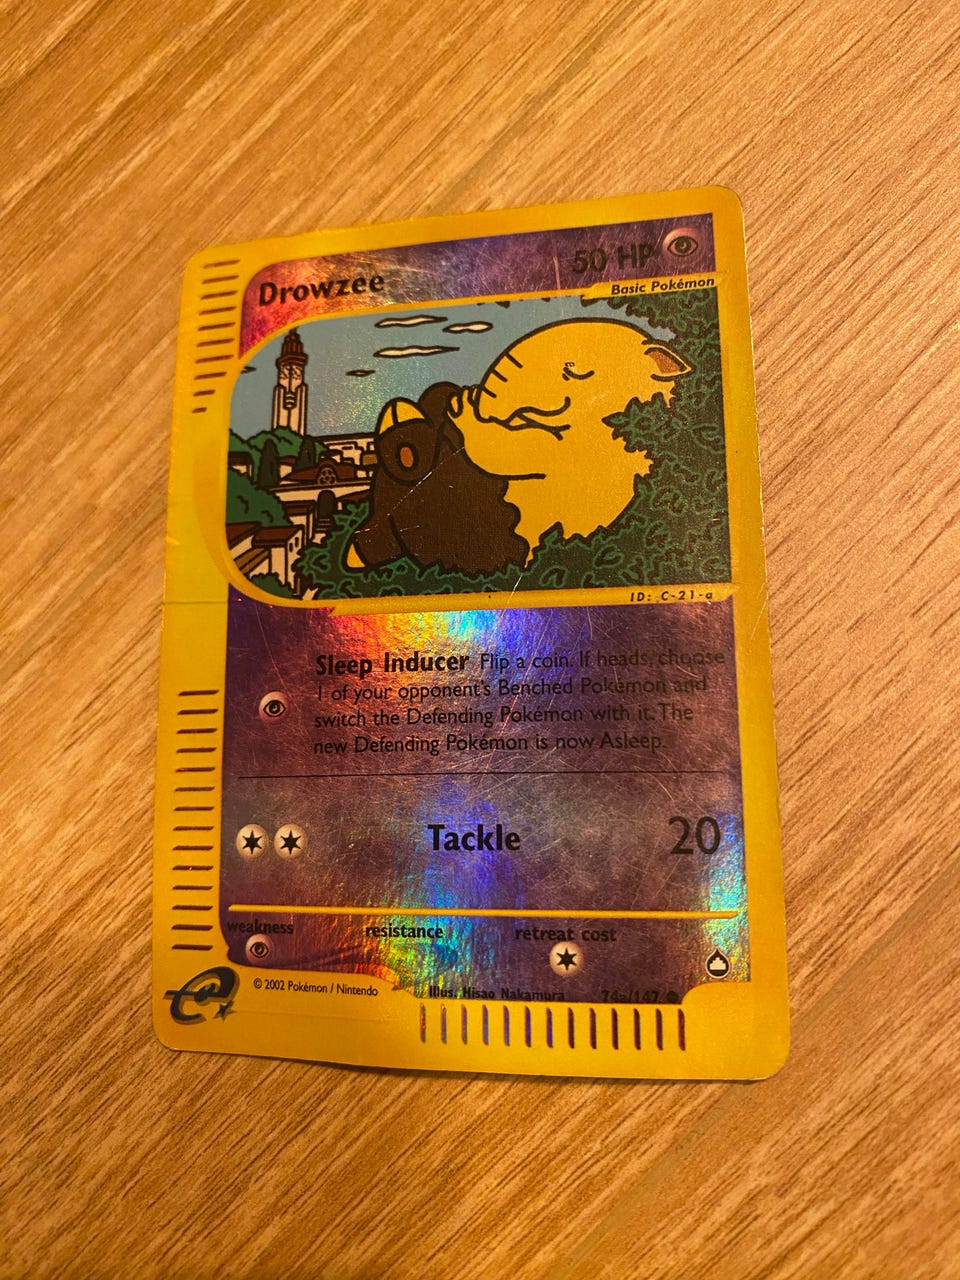 Drowzee
50 HP
Basic Pokémon
ID: C-21-a
Sleep Inducer Flip a coin. If heads, choose
1 of your opponent's Benched Pokémon and
switch the Defending Pokémon with it. The
new Defending Pokémon is now Asleep.
Tackle 20
weakness resistance retreat cost
© 2002 Pokémon / Nintendo
Illus. Hisao Nakamura 74a/147